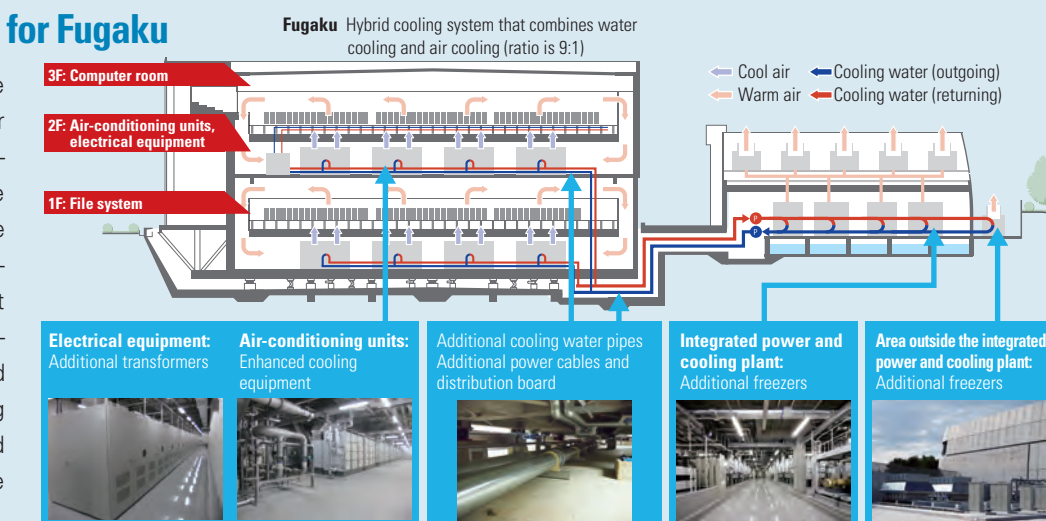 for Fugaku
Fugaku Hybrid cooling system that combines water
cooling and air cooling (ratio is 9:1)
3F: Computer room
2F: Air-conditioning units,
electrical equipment
1F: File system
Cool air
Cooling water (outgoing)
Warm air
Cooling water (returning)
P
P
Electrical equipment:
Additional transformers
Air-conditioning units:
Enhanced cooling
equipment
Additional cooling water pipes
Additional power cables and
distribution board
Integrated power and
cooling plant:
Additional freezers
Area outside the integrated
power and cooling plant:
Additional freezers